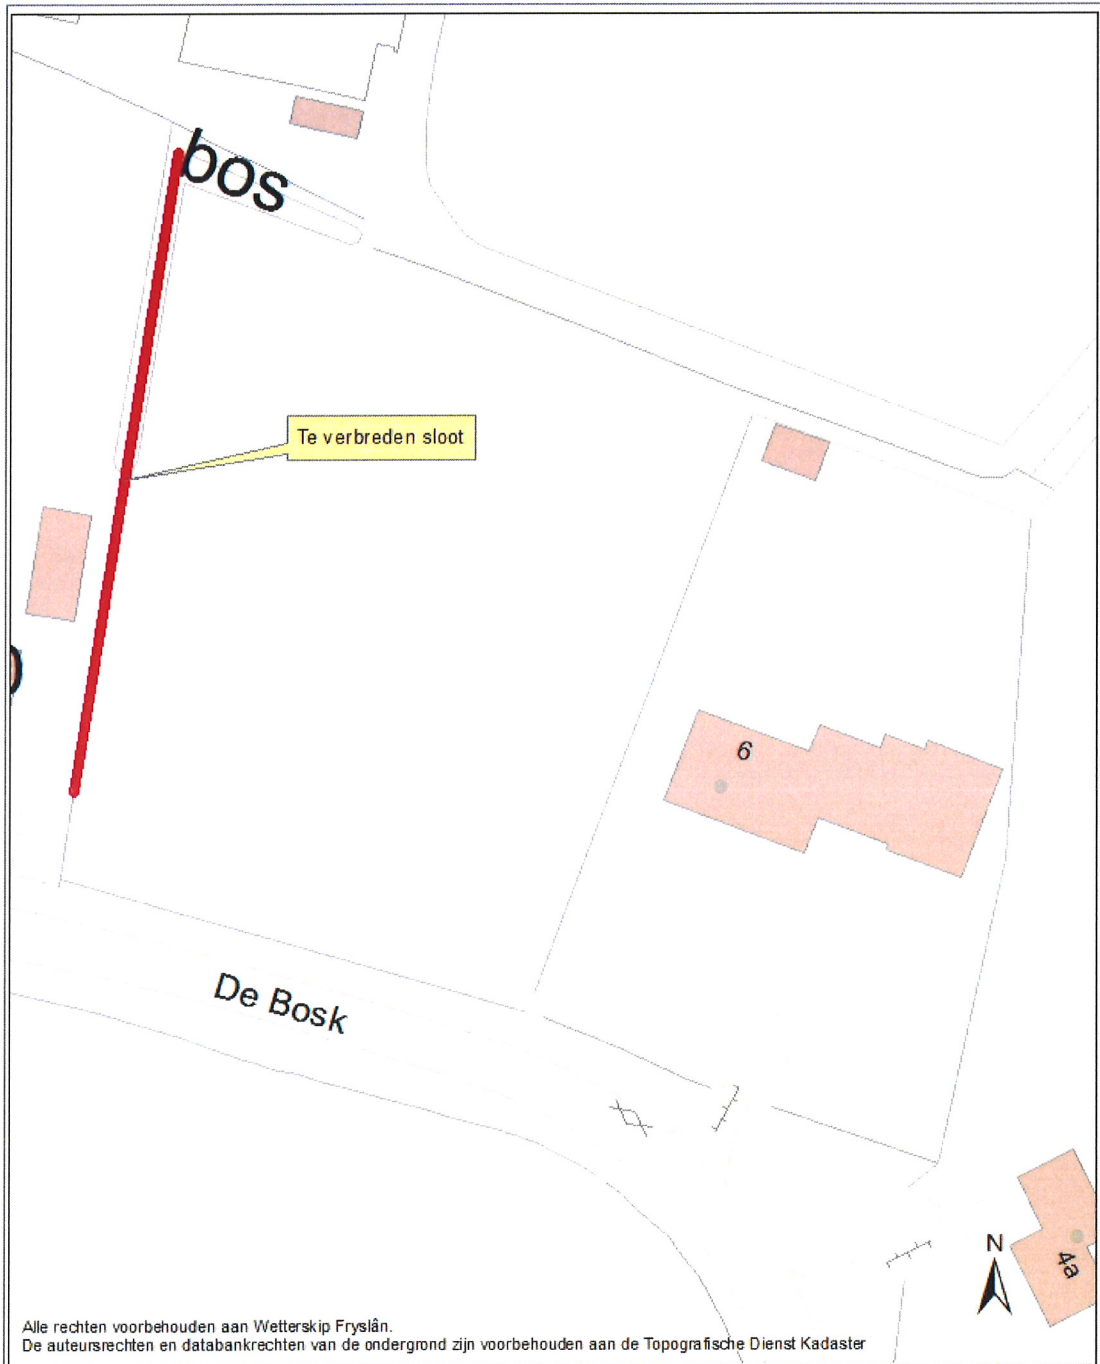 bos
Te verbreden sloot
6
De Bosk
N
4a
Alle rechten voorbehouden aan Wetterskip Fryslân.
De auteursrechten en databankrechten van de ondergrond zijn voorbehouden aan de Topografische Dienst Kadaster